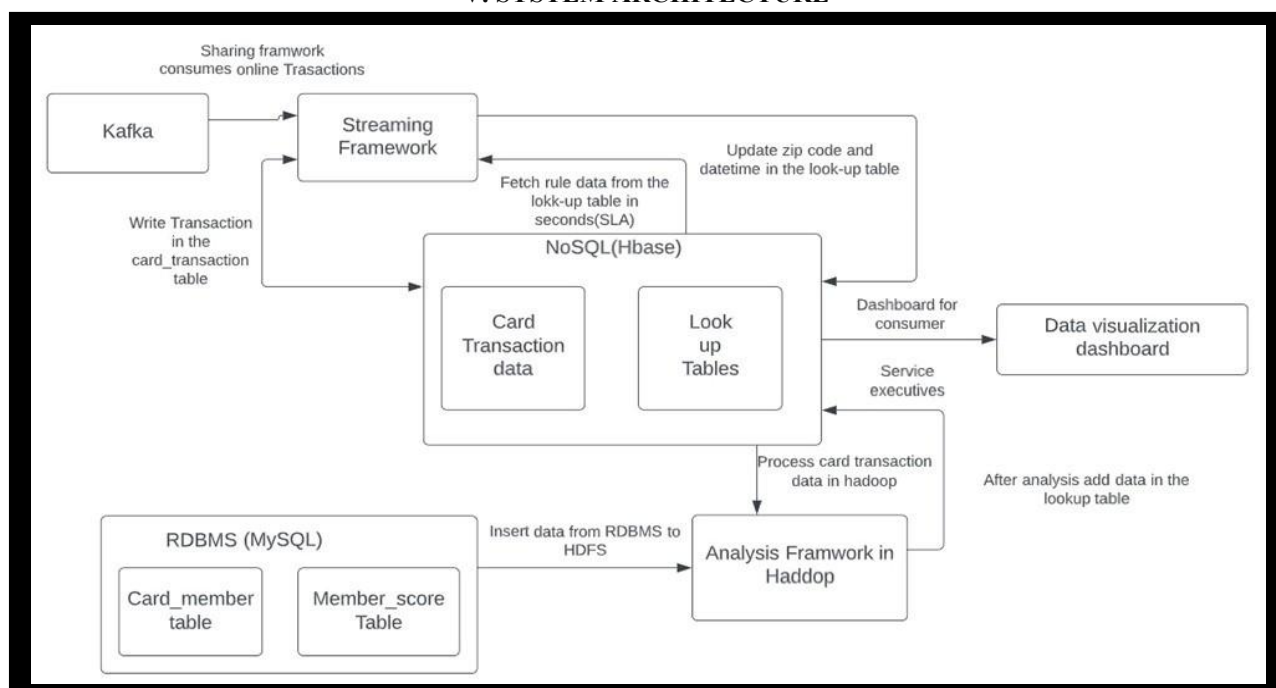 V. SYSTEM ARCHITECTURE
Sharing framwork
consumes online Trasactions
Kafka
Streaming
Framework
Update zip code and
datetime in the look-up table
Fetch rule data from the
lokk-up table in
seconds(SLA)
Write Transaction
in the
card_transaction
table
NoSQL(Hbase)
Card
Transaction
data
Look
up
Tables
Dashboard for
consumer
Data visualization
dashboard
Service
executives
Process card transaction
data in hadoop
After analysis add data in the
lookup table
RDBMS (MySQL)
Card_member
table
Member_score
Table
Insert data from RDBMS to
HDFS
Analysis Framwork in
Haddop